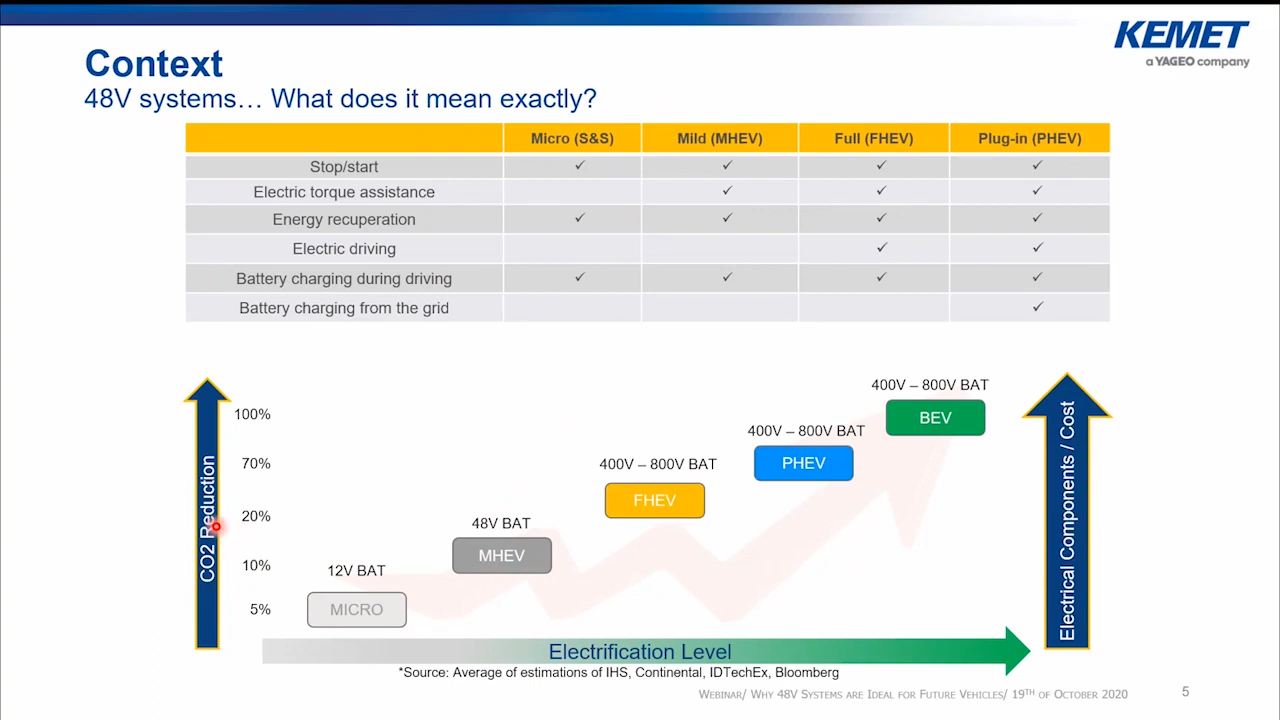 KEMET
a YAGEO company
Context
48V systems… What does it mean exactly?
Micro (S&S) Mild (MHEV) Full (FHEV) Plug-in (PHEV)
Stop/start ✓ ✓ ✓ ✓
Electric torque assistance ✓ ✓ ✓
Energy recuperation ✓ ✓ ✓ ✓
Electric driving ✓ ✓
Battery charging during driving ✓ ✓ ✓ ✓
Battery charging from the grid ✓
CO2 Reduction
100%
70%
20%
10%
5%
12V BAT
MICRO
48V BAT
MHEV
400V – 800V BAT
FHEV
400V – 800V BAT
PHEV
400V – 800V BAT
BEV
Electrical Components / Cost
Electrification Level
*Source: Average of estimations of IHS, Continental, IDTechEx, Bloomberg
WEBINAR/ WHY 48V SYSTEMS ARE IDEAL FOR FUTURE VEHICLES/ 19TH OF OCTOBER 2020
5